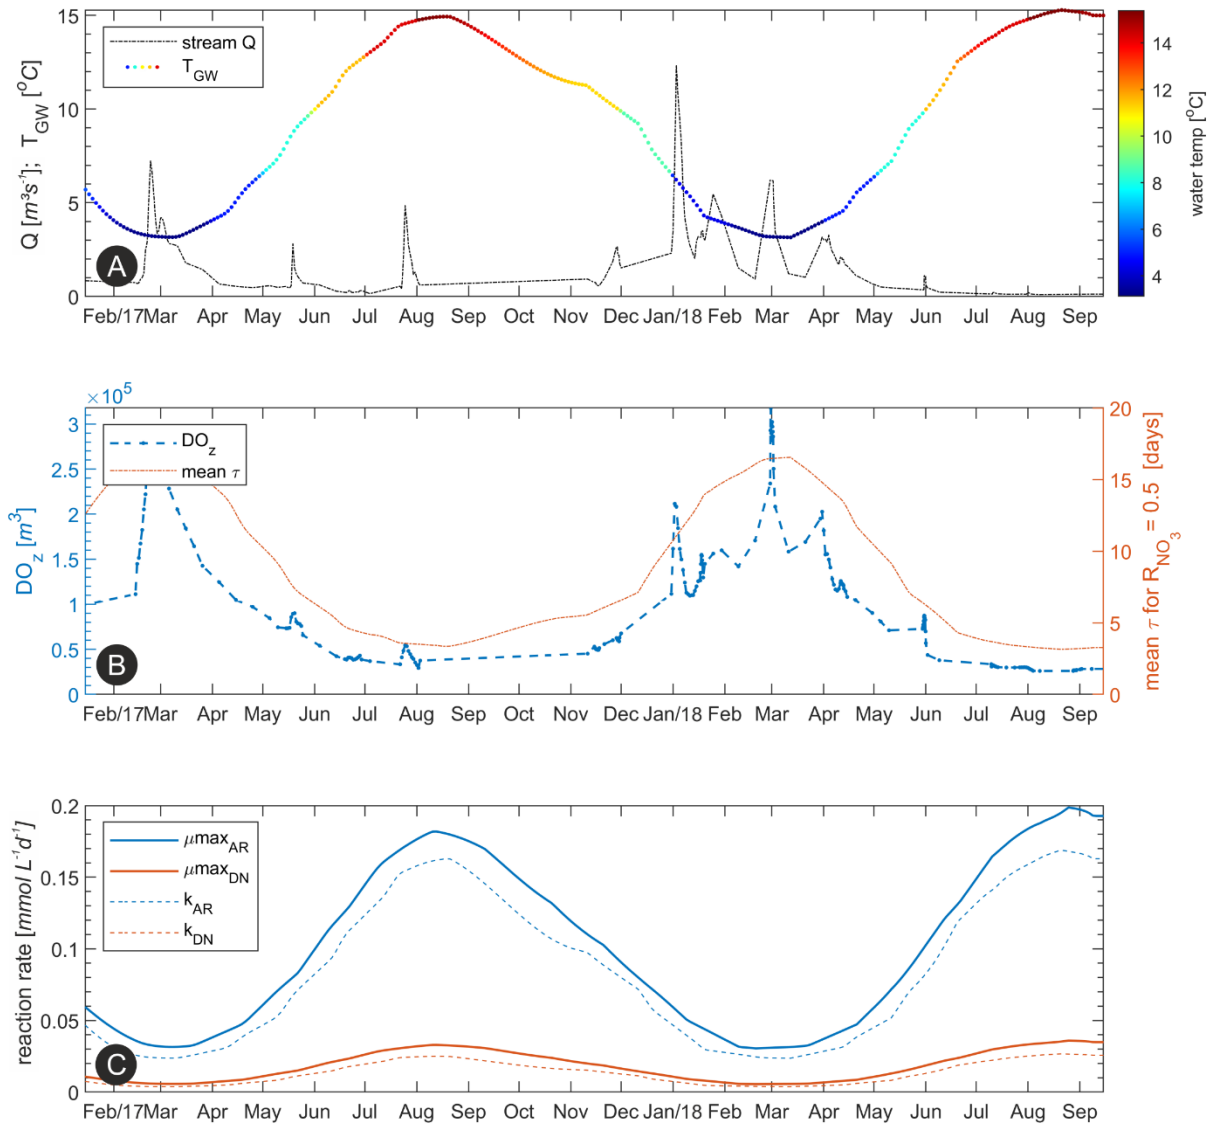 15
10
5
0
Q [m³s⁻¹]; T_GW [°C]
stream Q
T_GW
A
Feb/17 Mar Apr May Jun Jul Aug Sep Oct Nov Dec Jan/18 Feb Mar Apr May Jun Jul Aug Sep
14
12
10
8
6
4
water temp [°C]
×10⁵
3
2.5
2
1.5
1
0.5
0
DO_z [m³]
DO_z
mean τ
B
20
15
10
5
0
mean τ for R_NO₃ = 0.5 [days]
Feb/17 Mar Apr May Jun Jul Aug Sep Oct Nov Dec Jan/18 Feb Mar Apr May Jun Jul Aug Sep
0.2
0.15
0.1
0.05
0
reaction rate [mmol L⁻¹d⁻¹]
μmax_AR
μmax_DN
k_AR
k_DN
C
Feb/17 Mar Apr May Jun Jul Aug Sep Oct Nov Dec Jan/18 Feb Mar Apr May Jun Jul Aug Sep